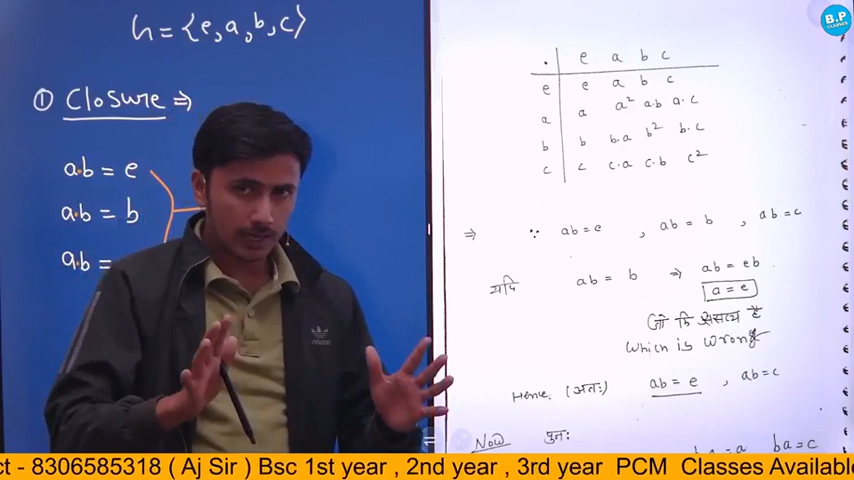 G = {e, a, b, c}
① Closure ⇒
a.b = e
a.b = b
a.b =
B.P
CLASSES
. e a b c
e e a b c
a a a² a.b a.c
b b b.a b² b.c
c c c.a c.b c²
⇒ ∵ ab = e , ab = b , ab = c
यदि ab = b ⇒ ab = eb
a = e
जो कि असत्य है
which is wrong
Hence (अतः) ab = e , ab = c
Now पुनः ba = a ba = c
ct - 8306585318 ( Aj Sir ) Bsc 1st year , 2nd year , 3rd year PCM Classes Available